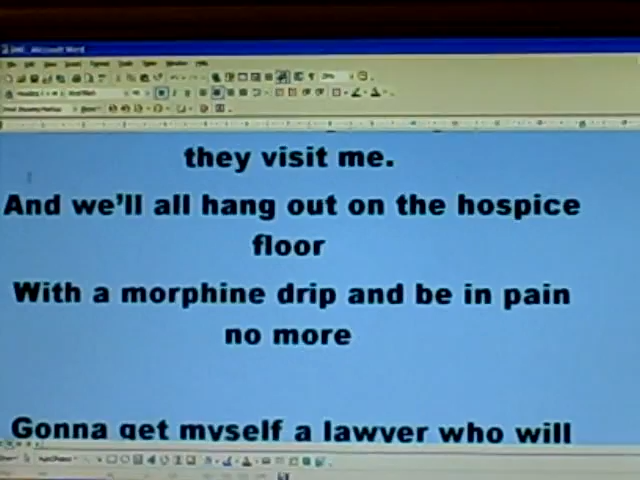 they visit me.
And we'll all hang out on the hospice
floor
With a morphine drip and be in pain
no more
Gonna get myself a lawyer who will